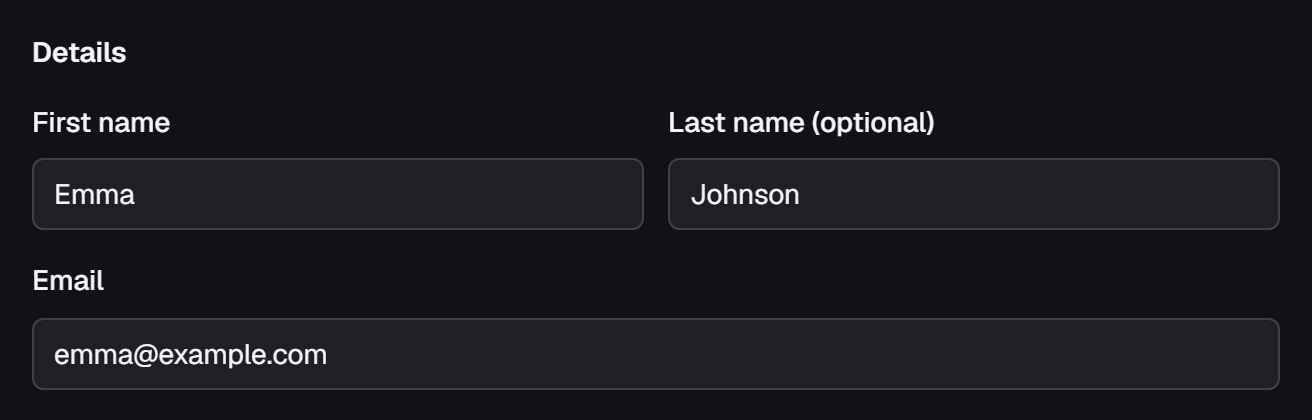 Details
First name
Last name (optional)
Emma
Johnson
Email
emma@example.com